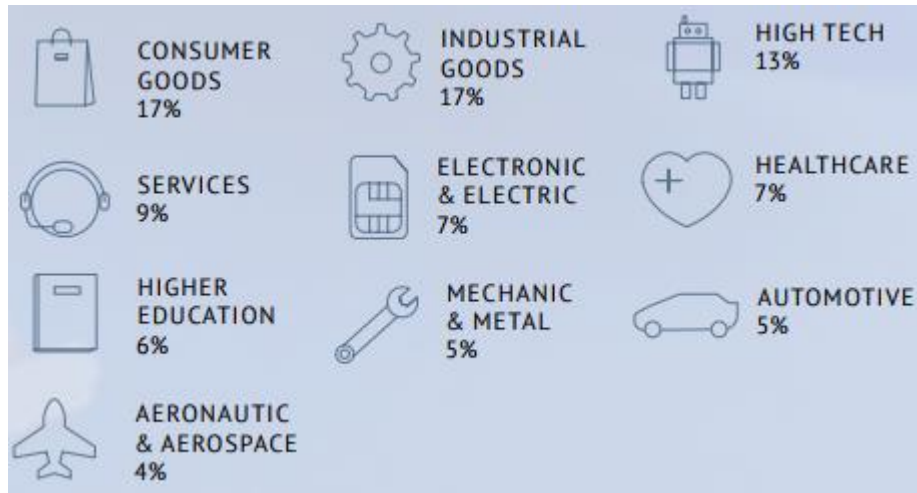 CONSUMER
GOODS
17%
INDUSTRIAL
GOODS
17%
HIGH TECH
13%
SERVICES
9%
ELECTRONIC
& ELECTRIC
7%
HEALTHCARE
7%
HIGHER
EDUCATION
6%
MECHANIC
& METAL
5%
AUTOMOTIVE
5%
AERONAUTIC
& AEROSPACE
4%